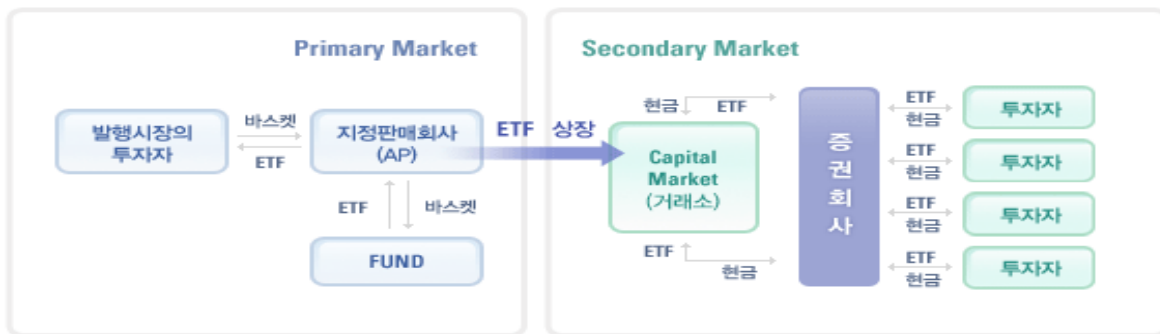 Primary Market
발행시장의
투자자
바스켓
ETF
지정판매회사
(AP)
ETF
바스켓
FUND
ETF 상장
Secondary Market
현금
ETF
Capital
Market
(거래소)
ETF
현금
증
권
회
사
ETF
현금
투자자
ETF
현금
투자자
ETF
현금
투자자
ETF
현금
투자자